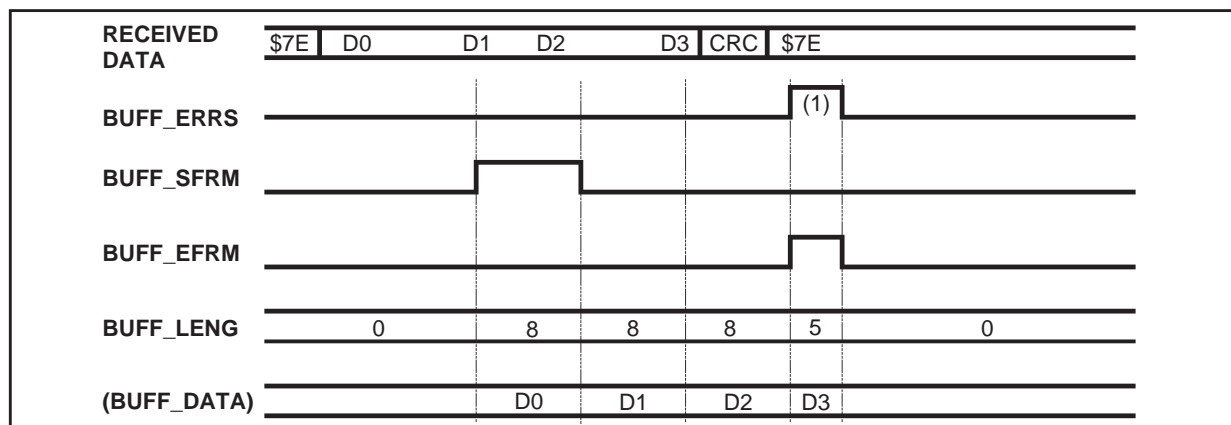 RECEIVED DATA
$7E D0 D1 D2 D3 CRC $7E
BUFF_ERRS (1)
BUFF_SFRM
BUFF_EFRM
BUFF_LENG 0 8 8 8 5 0
(BUFF_DATA) D0 D1 D2 D3